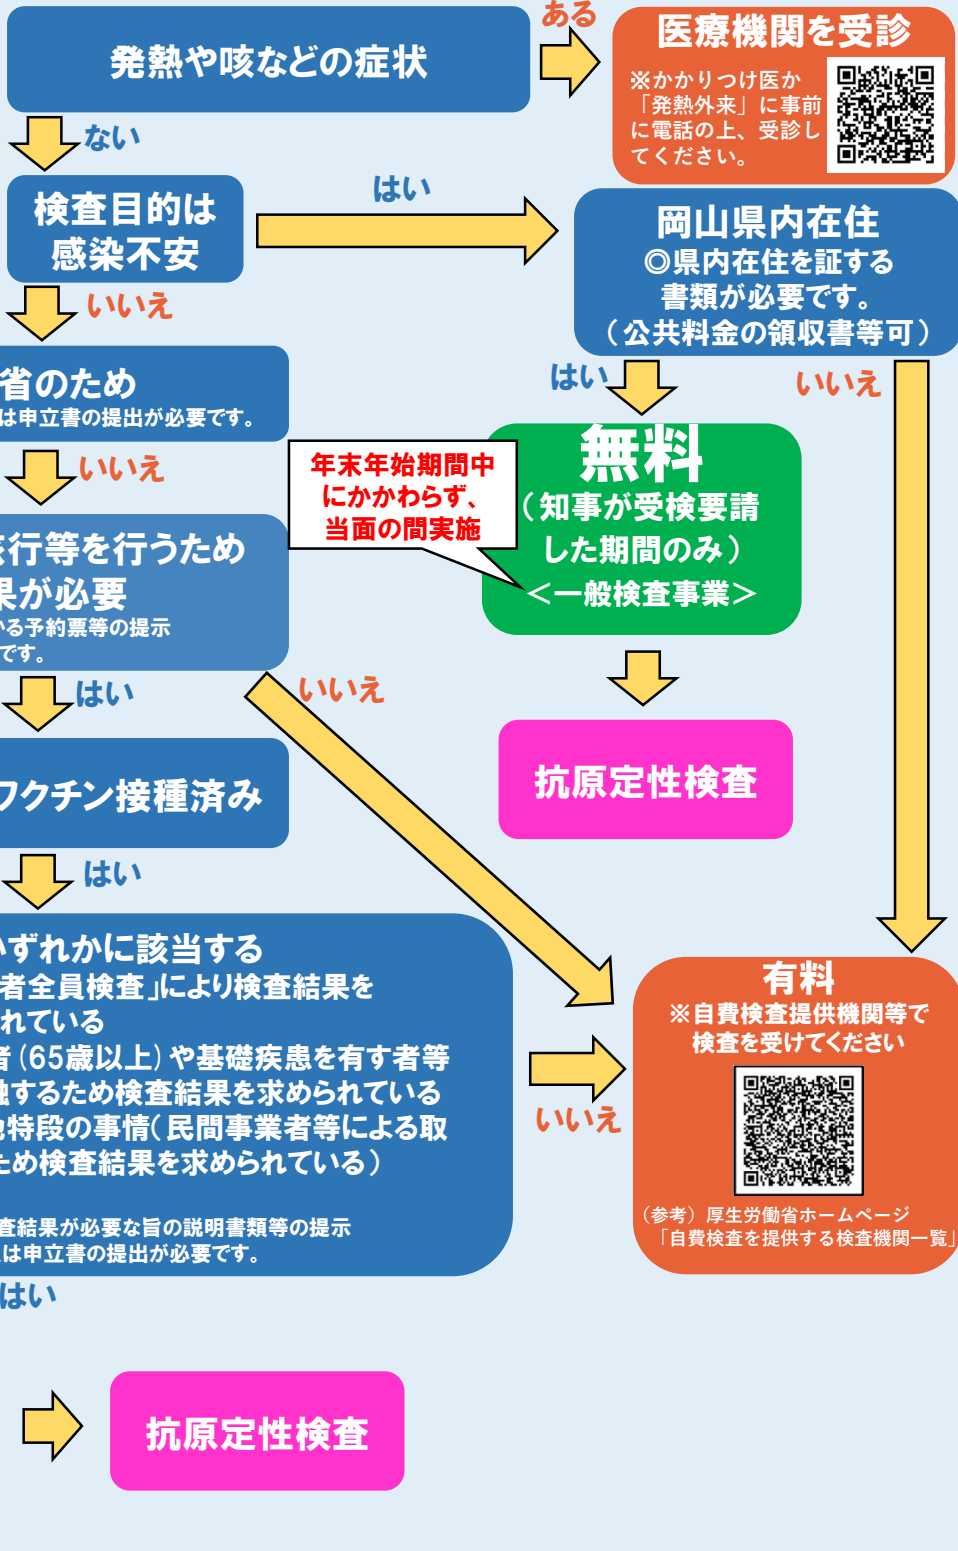 発熱や咳などの症状
ある
医療機関を受診
※かかりつけ医か
「発熱外来」に事前
に電話の上、受診し
てください。
ない
検査目的は
感染不安
はい
岡山県内在住
◎県内在住を証する
書類が必要です。
（公共料金の領収書等可）
いいえ
省のため
は申立書の提出が必要です。
はい
いいえ
いいえ
年末年始期間中
にかかわらず、
当面の間実施
無料
（知事が受検要請
した期間のみ）
＜一般検査事業＞
行等を行うため
果が必要
る予約票等の提示
です。
はい
いいえ
抗原定性検査
ワクチン接種済み
はい
いずれかに該当する
者全員検査」により検査結果を
れている
者（65歳以上）や基礎疾患を有す者等
するため検査結果を求められている
特段の事情（民間事業者等による取
ため検査結果を求められている）
査結果が必要な旨の説明書類等の提示
は申立書の提出が必要です。
いいえ
有料
※自費検査提供機関等で
検査を受けてください
（参考）厚生労働省ホームページ
「自費検査を提供する検査機関一覧」
はい
抗原定性検査